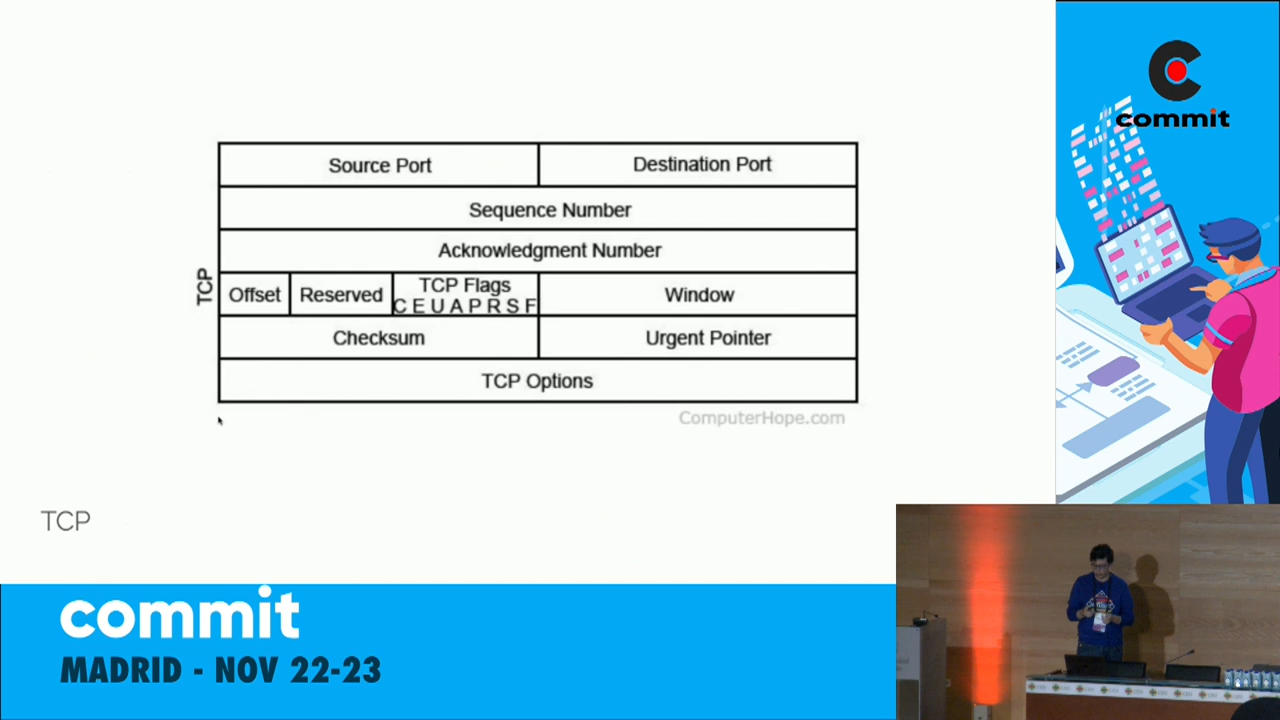 Source Port Destination Port
Sequence Number
Acknowledgment Number
TCP
Offset Reserved TCP Flags Window
C E U A P R S F
Checksum Urgent Pointer
TCP Options
ComputerHope.com
TCP
commit
MADRID - NOV 22-23
commit